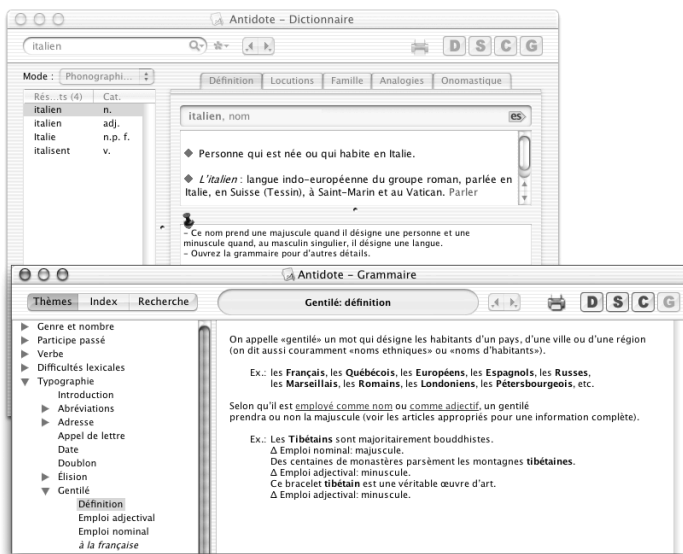 Antidote – Dictionnaire
italien
D S C G
Mode : Phonographi...
Définition Locutions Famille Analogies Onomastique
Rés...ts (4) Cat.
italien n.
italien adj.
Italie n.p. f.
italisent v.
italien, nom
es
Personne qui est née ou qui habite en Italie.
L'italien : langue indo-européenne du groupe roman, parlée en
Italie, en Suisse (Tessin), à Saint-Marin et au Vatican. Parler
– Ce nom prend une majuscule quand il désigne une personne et une
minuscule quand, au masculin singulier, il désigne une langue.
– Ouvrez la grammaire pour d'autres détails.
Antidote – Grammaire
Thèmes Index Recherche
Gentilé: définition
D S C G
Genre et nombre
Participe passé
Verbe
Difficultés lexicales
Typographie
Introduction
Abréviations
Adresse
Appel de lettre
Date
Doublon
Élision
Gentilé
Définition
Emploi adjectival
Emploi nominal
à la française
On appelle «gentilé» un mot qui désigne les habitants d'un pays, d'une ville ou d'une région
(on dit aussi couramment «noms ethniques» ou «noms d'habitants»).
Ex.: les Français, les Québécois, les Européens, les Espagnols, les Russes,
les Marseillais, les Romains, les Londoniens, les Pétersbourgeois, etc.
Selon qu'il est employé comme nom ou comme adjectif, un gentilé
prendra ou non la majuscule (voir les articles appropriés pour une information complète).
Ex.: Les Tibétains sont majoritairement bouddhistes.
Δ Emploi nominal: majuscule.
Des centaines de monastères parsèment les montagnes tibétaines.
Δ Emploi adjectival: minuscule.
Ce bracelet tibétain est une véritable œuvre d'art.
Δ Emploi adjectival: minuscule.